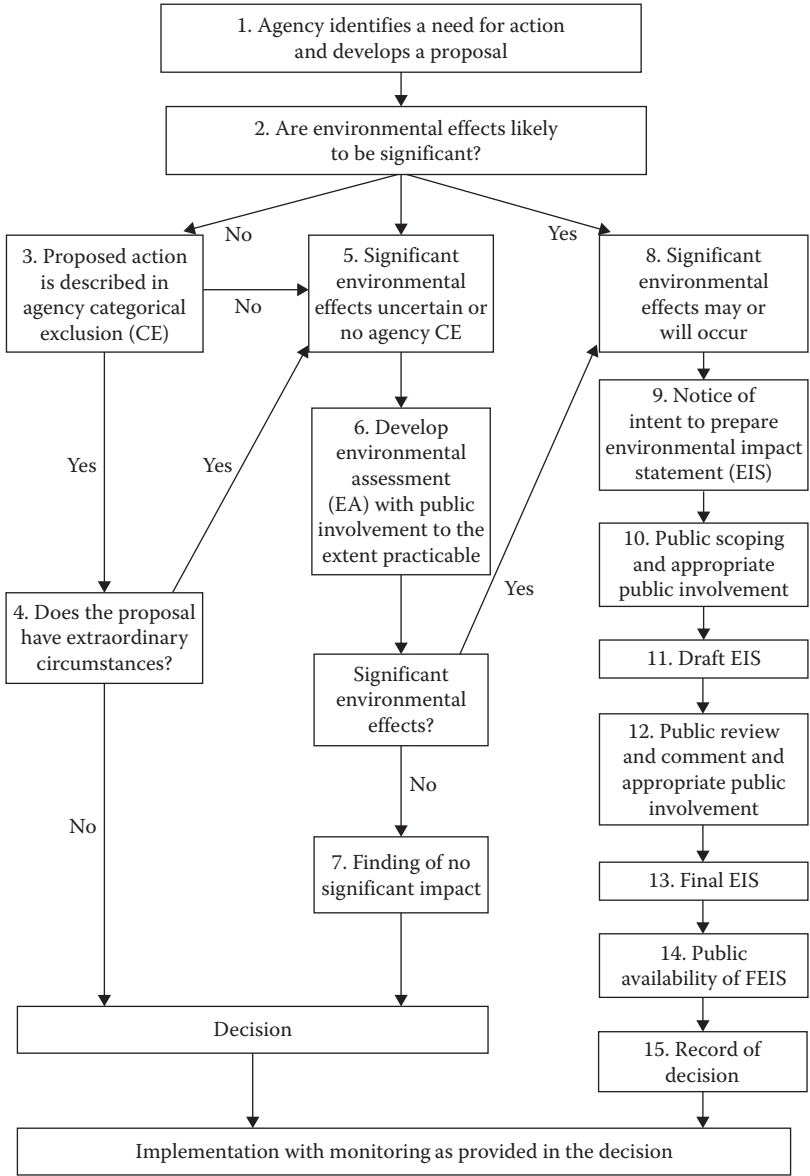 1. Agency identifies a need for action
and develops a proposal
2. Are environmental effects likely
to be significant?
No
Yes
3. Proposed action
is described in
agency categorical
exclusion (CE)
No
5. Significant
environmental
effects uncertain or
no agency CE
8. Significant
environmental
effects may or
will occur
Yes
Yes
6. Develop
environmental
assessment
(EA) with public
involvement to the
extent practicable
Yes
9. Notice of
intent to prepare
environmental impact
statement (EIS)
10. Public scoping
and appropriate
public involvement
4. Does the proposal
have extraordinary
circumstances?
Significant
environmental
effects?
11. Draft EIS
12. Public review
and comment and
appropriate public
involvement
No
No
7. Finding of no
significant impact
13. Final EIS
14. Public
availability of FEIS
Decision
15. Record of
decision
Implementation with monitoring as provided in the decision